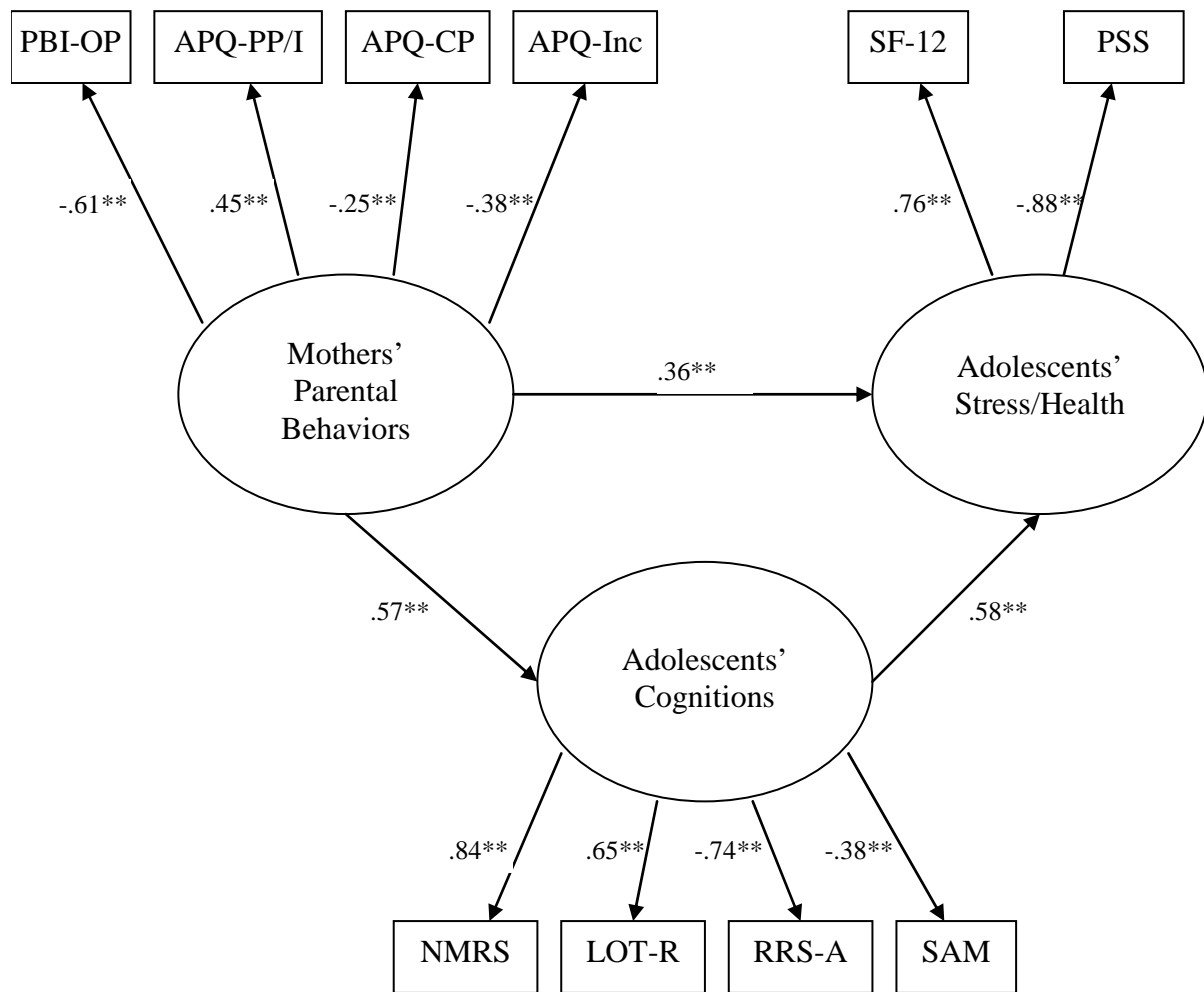 PBI-OP
APQ-PP/I
APQ-CP
APQ-Inc
SF-12
PSS
-.61**
.45**
-.25**
-.38**
.76**
-.88**
Mothers’
Parental
Behaviors
.36**
Adolescents’
Stress/Health
.57**
.58**
Adolescents’
Cognitions
.84**
.65**
-.74**
-.38**
NMRS
LOT-R
RRS-A
SAM